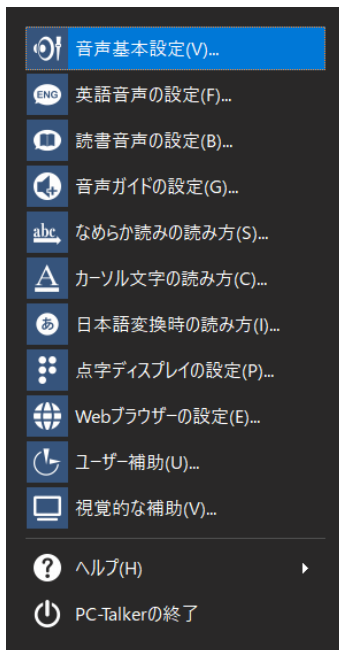 音声基本設定(V)...
ENG 英語音声の設定(F)...
読書音声の設定(B)...
音声ガイドの設定(G)...
abc なめらか読みの読み方(S)...
A カーソル文字の読み方(C)...
あ 日本語変換時の読み方(I)...
点字ディスプレイの設定(P)...
Webブラウザーの設定(E)...
ユーザー補助(U)...
視覚的な補助(V)...
? ヘルプ(H)
PC-Talkerの終了